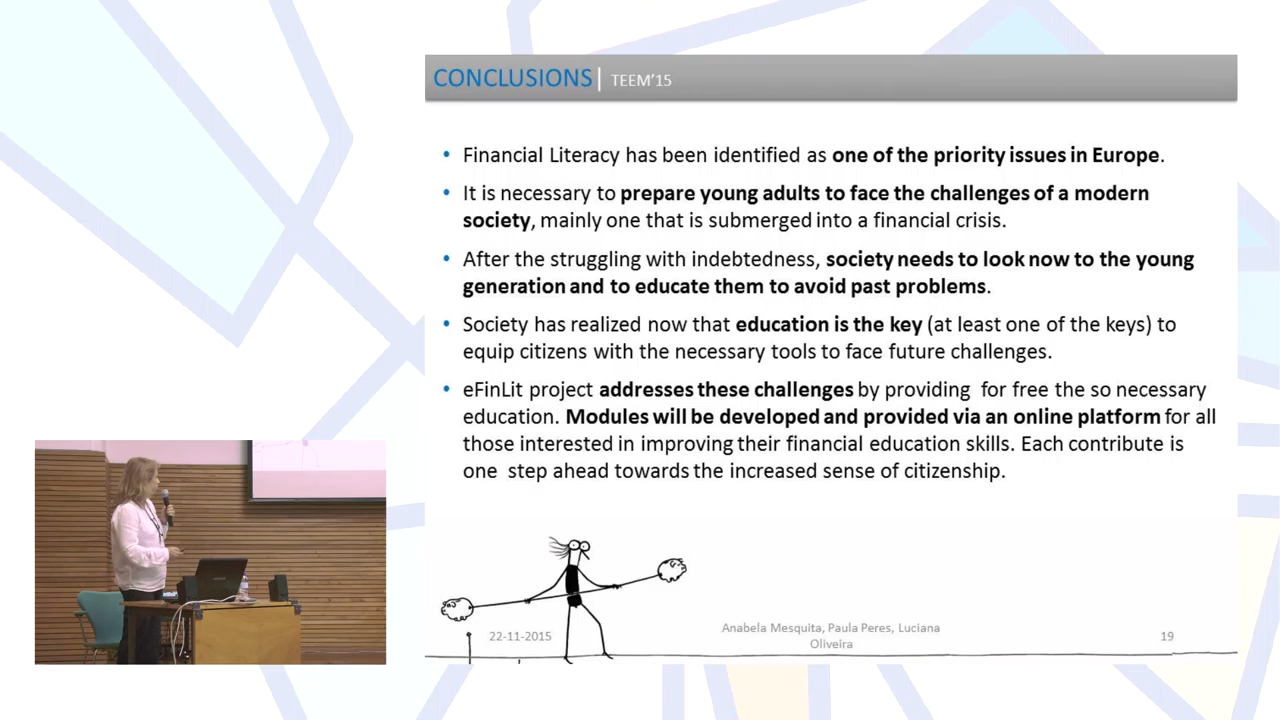 CONCLUSIONS| TEEM'15
• Financial Literacy has been identified as one of the priority issues in Europe.
• It is necessary to prepare young adults to face the challenges of a modern
society, mainly one that is submerged into a financial crisis.
• After the struggling with indebtedness, society needs to look now to the young
generation and to educate them to avoid past problems.
• Society has realized now that education is the key (at least one of the keys) to
equip citizens with the necessary tools to face future challenges.
• eFinLit project addresses these challenges by providing for free the so necessary
education. Modules will be developed and provided via an online platform for all
those interested in improving their financial education skills. Each contribute is
one step ahead towards the increased sense of citizenship.
22-11-2015
Anabela Mesquita, Paula Peres, Luciana
Oliveira
19